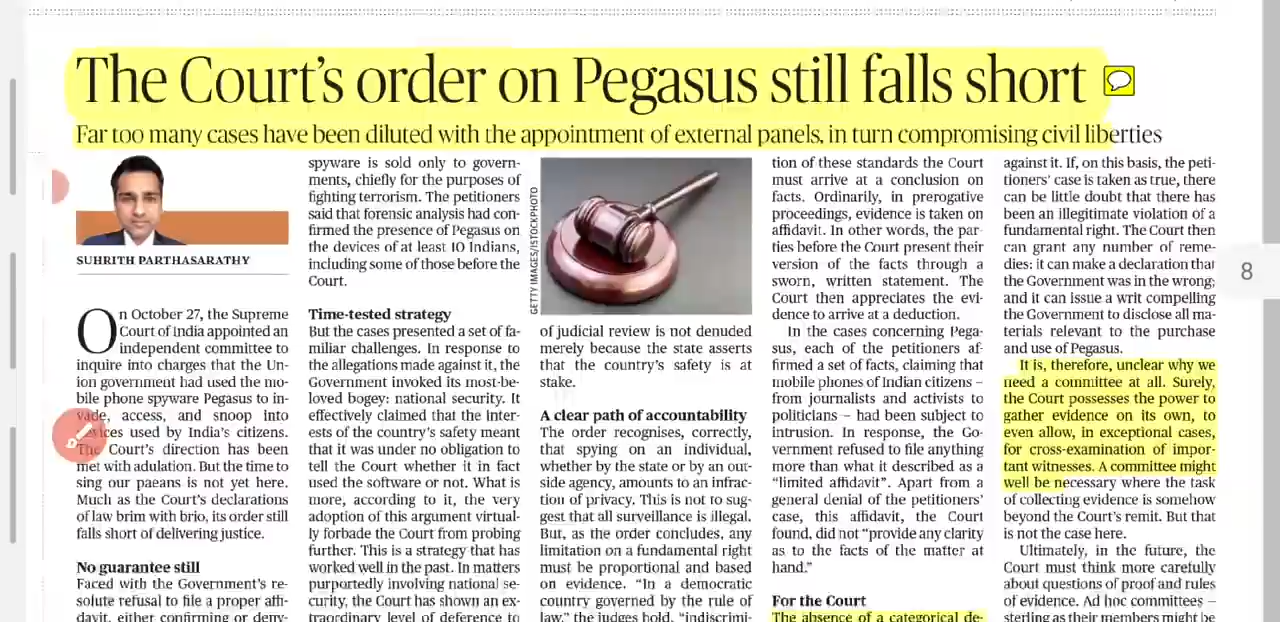 The Court's order on Pegasus still falls short
Far too many cases have been diluted with the appointment of external panels, in turn compromising civil liberties
SUHRITH PARTHASARATHY
On October 27, the Supreme
Court of India appointed an
independent committee to
inquire into charges that the Un-
ion government had used the mo-
bile phone spyware Pegasus to in-
vade, access, and snoop into
devices used by India's citizens.
The Court's direction has been
met with adulation. But the time to
sing our paeans is not yet here.
Much as the Court's declarations
of law brim with brio, its order still
falls short of delivering justice.
No guarantee still
Faced with the Government's re-
solute refusal to file a proper affi-
davit, either confirming or deny-
spyware is sold only to govern-
ments, chiefly for the purposes of
fighting terrorism. The petitioners
said that forensic analysis had con-
firmed the presence of Pegasus on
the devices of at least 10 Indians,
including some of those before the
Court.
Time-tested strategy
But the cases presented a set of fa-
miliar challenges. In response to
the allegations made against it, the
Government invoked its most-be-
loved bogey: national security. It
effectively claimed that the inter-
ests of the country's safety meant
that it was under no obligation to
tell the Court whether it in fact
used the software or not. What is
more, according to it, the very
adoption of this argument virtual-
ly forbade the Court from probing
further. This is a strategy that has
worked well in the past. In matters
purportedly involving national se-
curity, the Court has shown an ex-
traordinary level of deference to
GETTY IMAGES/ISTOCKPHOTO
of judicial review is not denuded
merely because the state asserts
that the country's safety is at
stake.
A clear path of accountability
The order recognises, correctly,
that spying on an individual,
whether by the state or by an out-
side agency, amounts to an infrac-
tion of privacy. This is not to sug-
gest that all surveillance is illegal.
But, as the order concludes, any
limitation on a fundamental right
must be proportional and based
on evidence. "In a democratic
country governed by the rule of
law," the judges hold, "indiscrimi-
tion of these standards the Court
must arrive at a conclusion on
facts. Ordinarily, in prerogative
proceedings, evidence is taken on
affidavit. In other words, the par-
ties before the Court present their
version of the facts through a
sworn, written statement. The
Court then appreciates the evi-
dence to arrive at a deduction.
In the cases concerning Pega-
sus, each of the petitioners af-
firmed a set of facts, claiming that
mobile phones of Indian citizens –
from journalists and activists to
politicians – had been subject to
intrusion. In response, the Go-
vernment refused to file anything
more than what it described as a
"limited affidavit". Apart from a
general denial of the petitioners'
case, this affidavit, the Court
found, did not "provide any clarity
as to the facts of the matter at
hand."
For the Court
The absence of a categorical de-
against it. If, on this basis, the peti-
tioners' case is taken as true, there
can be little doubt that there has
been an illegitimate violation of a
fundamental right. The Court then
can grant any number of reme-
dies: it can make a declaration that
the Government was in the wrong;
and it can issue a writ compelling
the Government to disclose all ma-
terials relevant to the purchase
and use of Pegasus.
It is, therefore, unclear why we
need a committee at all. Surely,
the Court possesses the power to
gather evidence on its own, to
even allow, in exceptional cases,
for cross-examination of impor-
tant witnesses. A committee might
well be necessary where the task
of collecting evidence is somehow
beyond the Court's remit. But that
is not the case here.
Ultimately, in the future, the
Court must think more carefully
about questions of proof and rules
of evidence. Ad hoc committees –
sterling as their members might be
8